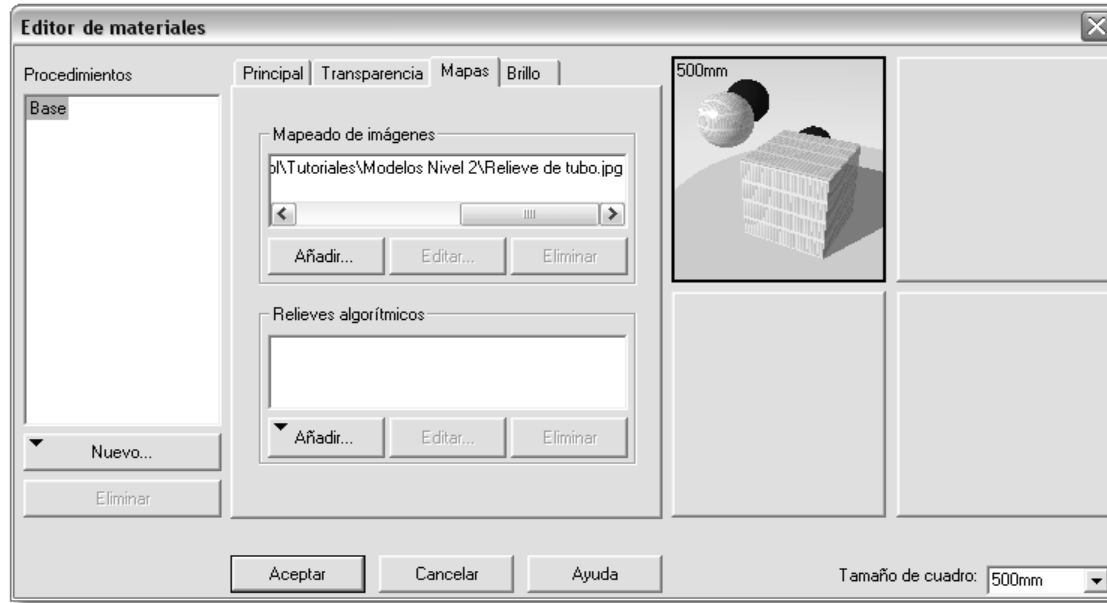 Editor de materiales
Procedimientos
Base
Nuevo...
Eliminar
Principal Transparencia Mapas Brillo
Mapeado de imágenes
ol\Tutoriales\Modelos Nivel 2\Relieve de tubo.jpg
Añadir... Editar... Eliminar
Relieves algorítmicos
Añadir... Editar... Eliminar
500mm
Aceptar Cancelar Ayuda
Tamaño de cuadro: 500mm